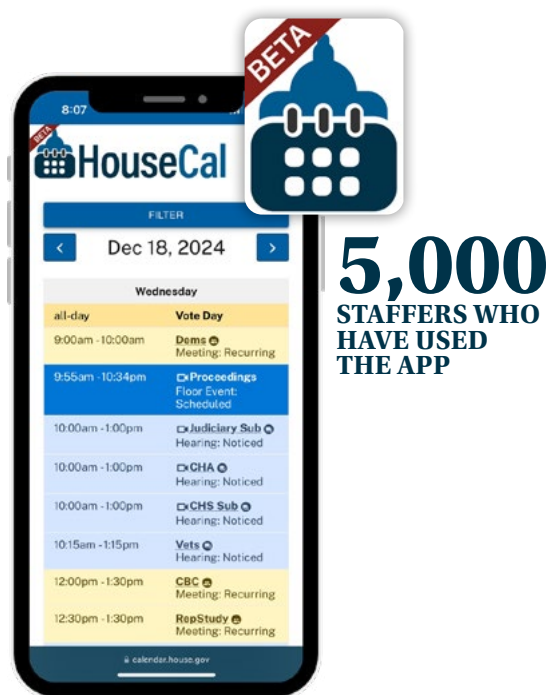 BETA
8:07
BETA
HouseCal
FILTER
< Dec 18, 2024 >
Wednesday
all-day Vote Day
9:00am -10:00am Dems
Meeting: Recurring
9:55am -10:34pm Proceedings
Floor Event:
Scheduled
10:00am -1:00pm Judiciary Sub
Hearing: Noticed
10:00am -1:00pm CHA
Hearing: Noticed
10:00am -1:00pm CHS Sub
Hearing: Noticed
10:15am -1:15pm Vets
Hearing: Noticed
12:00pm -1:30pm CBC
Meeting: Recurring
12:30pm -1:30pm RepStudy
Meeting: Recurring
calendar.house.gov
5,000
STAFFERS WHO
HAVE USED
THE APP